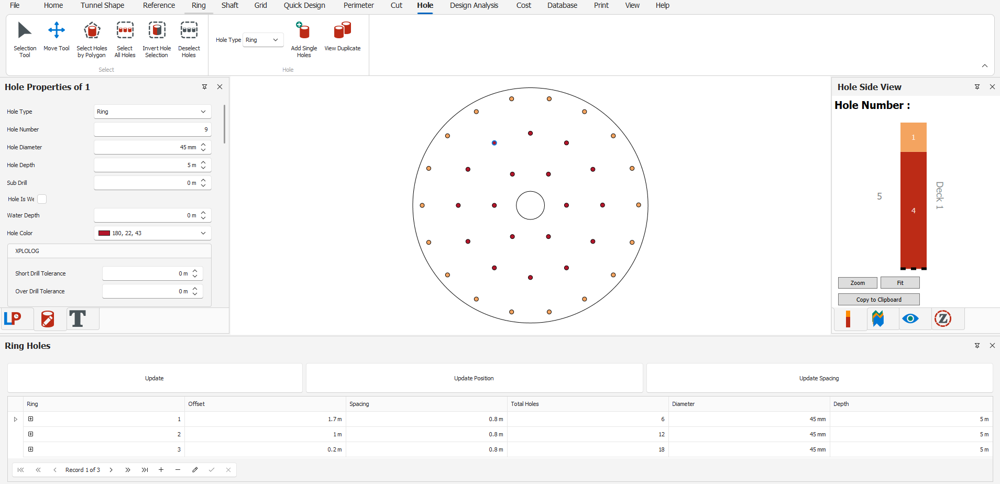 File Home Tunnel Shape Reference Ring Shaft Grid Quick Design Perimeter Cut Hole Design Analysis Cost Database Print View Help
Selection Tool
Move Tool
Select Holes by Polygon
Select All Holes
Invert Hole Selection
Deselect Holes
Select
Hole Type Ring
Add Single Holes
View Duplicate
Hole
Hole Properties of 1
Hole Type Ring
Hole Number 9
Hole Diameter 45 mm
Hole Depth 5 m
Sub Drill 0 m
Hole Is We
Water Depth 0 m
Hole Color 180, 22, 43
XPLOLOG
Short Drill Tolerance 0 m
Over Drill Tolerance 0 m
LP
T
Hole Side View
Hole Number :
1
5
4
Deck 1
Zoom Fit
Copy to Clipboard
Z
Ring Holes
Update Update Position Update Spacing
Ring Offset Spacing Total Holes Diameter Depth
1 1.7 m 0.8 m 6 45 mm 5 m
2 1 m 0.8 m 12 45 mm 5 m
3 0.2 m 0.8 m 18 45 mm 5 m
Record 1 of 3